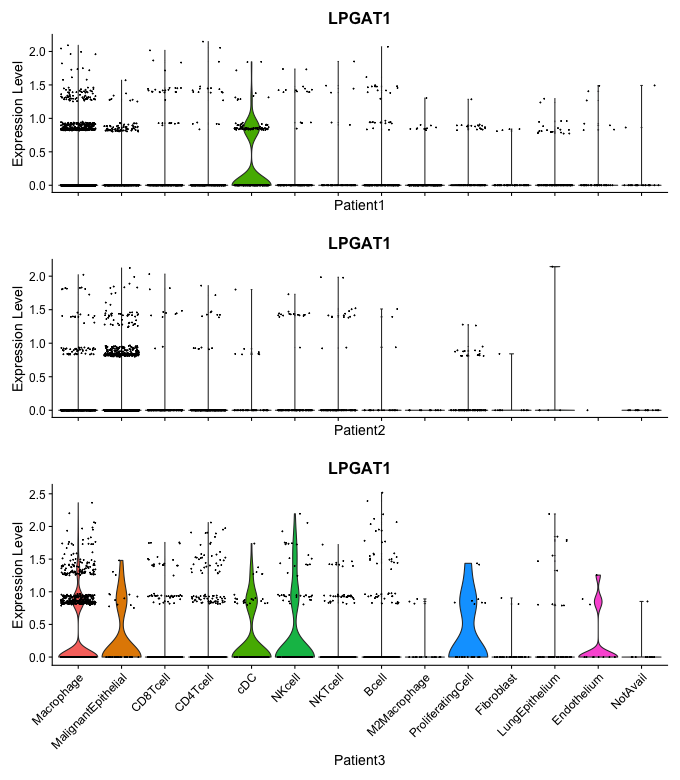 LPGAT1
Expression Level
2.0
1.5
1.0
0.5
0.0
Patient1
LPGAT1
Expression Level
2.0
1.5
1.0
0.5
0.0
Patient2
LPGAT1
Expression Level
2.5
2.0
1.5
1.0
0.5
0.0
Macrophage
MalignantEpithelial
CD8Tcell
CD4Tcell
cDC
NKcell
NKTcell
Bcell
M2Macrophage
ProliferatingCell
Fibroblast
LungEpithelium
Endothelium
NotAvail
Patient3